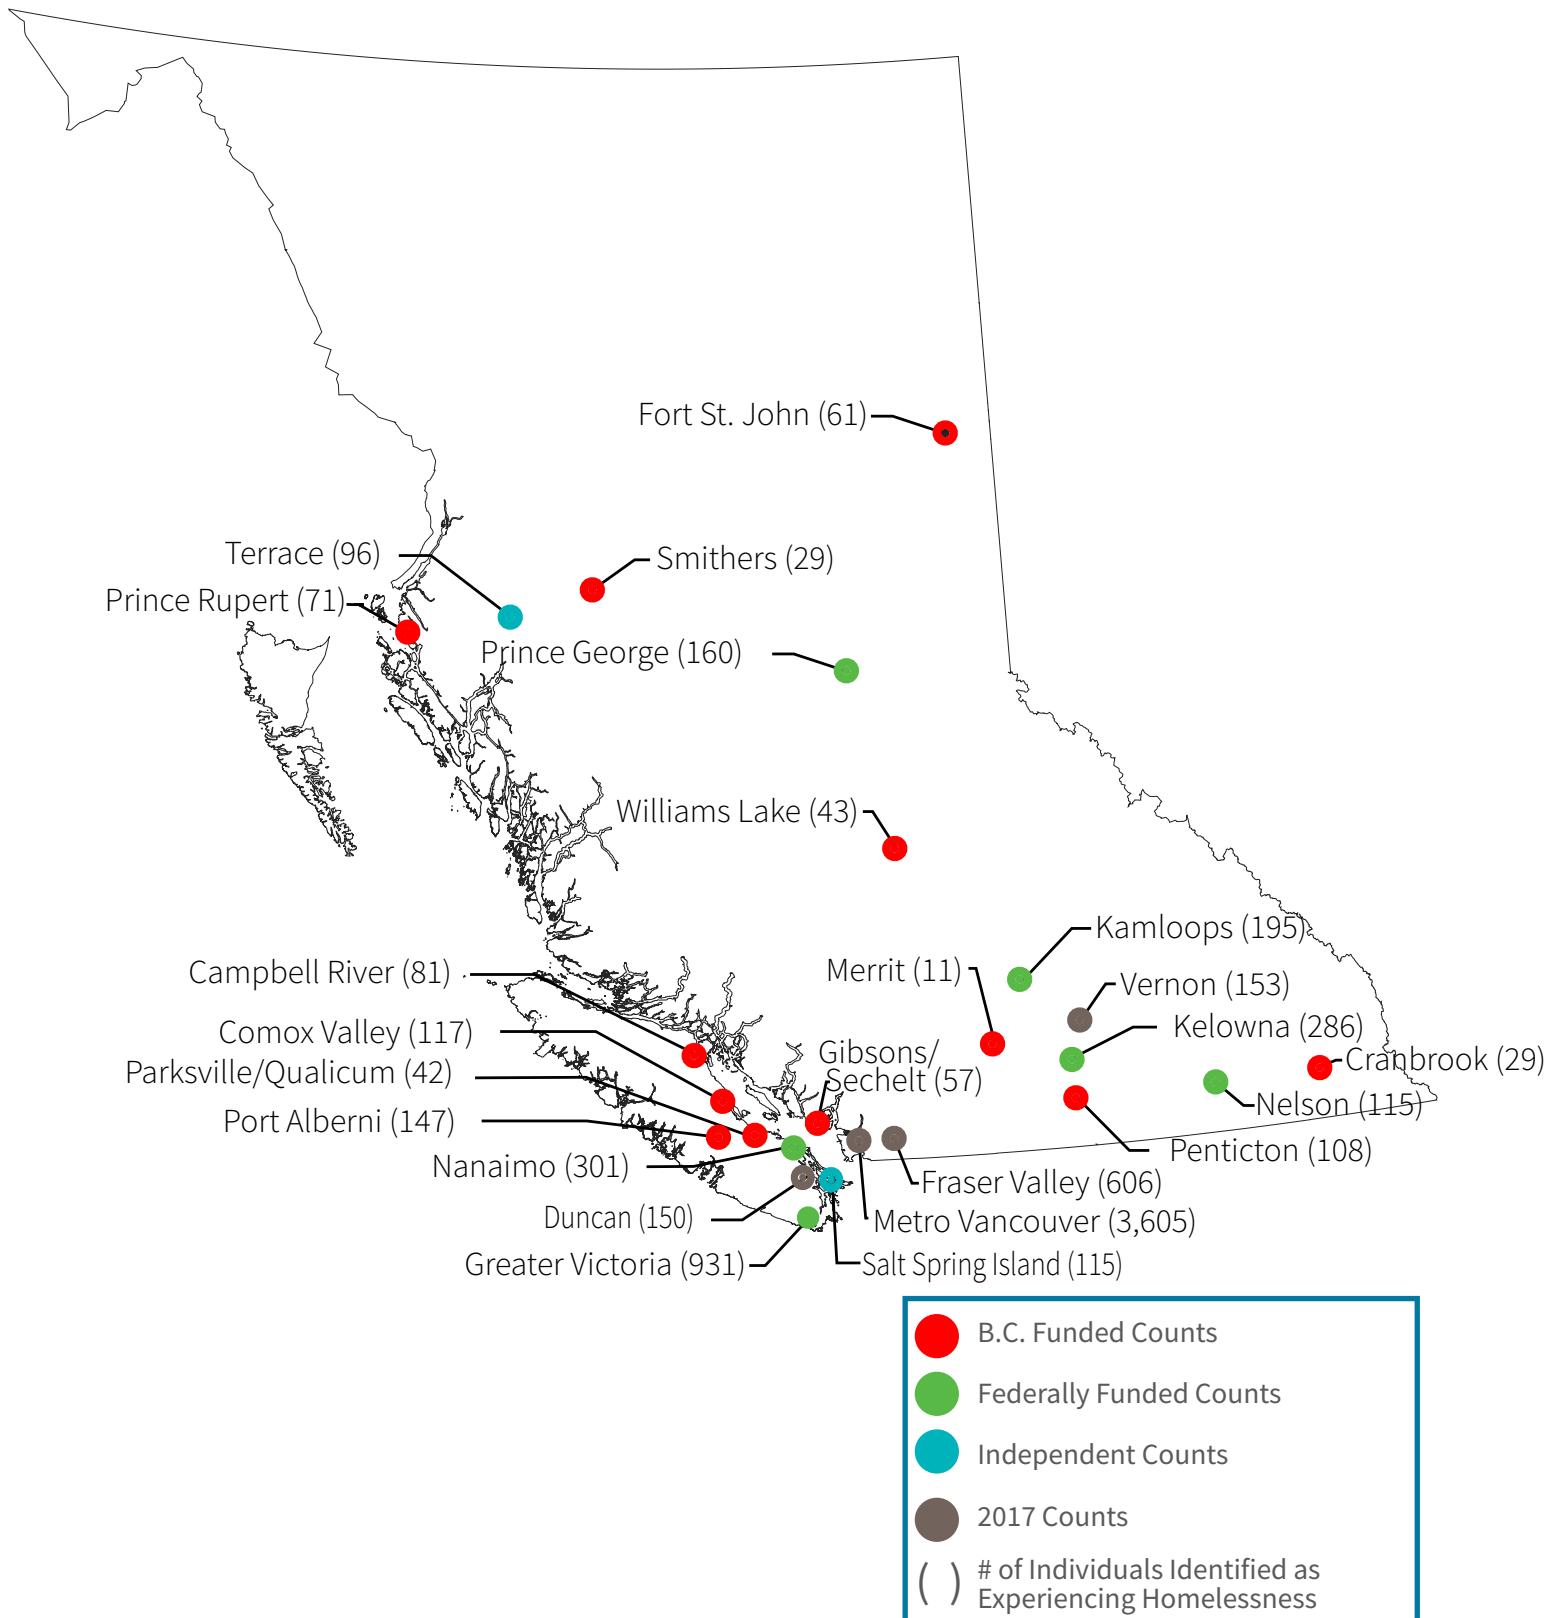 Fort St. John (61)
Terrace (96)
Smithers (29)
Prince Rupert (71)
Prince George (160)
Williams Lake (43)
Kamloops (195)
Campbell River (81)
Merrit (11)
Vernon (153)
Comox Valley (117)
Kelowna (286)
Gibsons/
Sechelt (57)
Cranbrook (29)
Parksville/Qualicum (42)
Nelson (115)
Port Alberni (147)
Penticton (108)
Nanaimo (301)
Fraser Valley (606)
Duncan (150)
Metro Vancouver (3,605)
Greater Victoria (931)
Salt Spring Island (115)
B.C. Funded Counts
Federally Funded Counts
Independent Counts
2017 Counts
( ) # of Individuals Identified as
Experiencing Homelessness